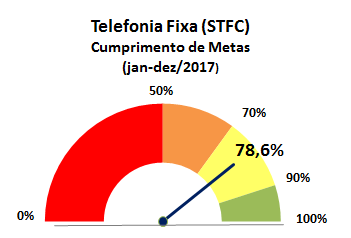 Telefonia Fixa (STFC)
Cumprimento de Metas
(jan-dez/2017)
50%
70%
78,6%
90%
0%
100%